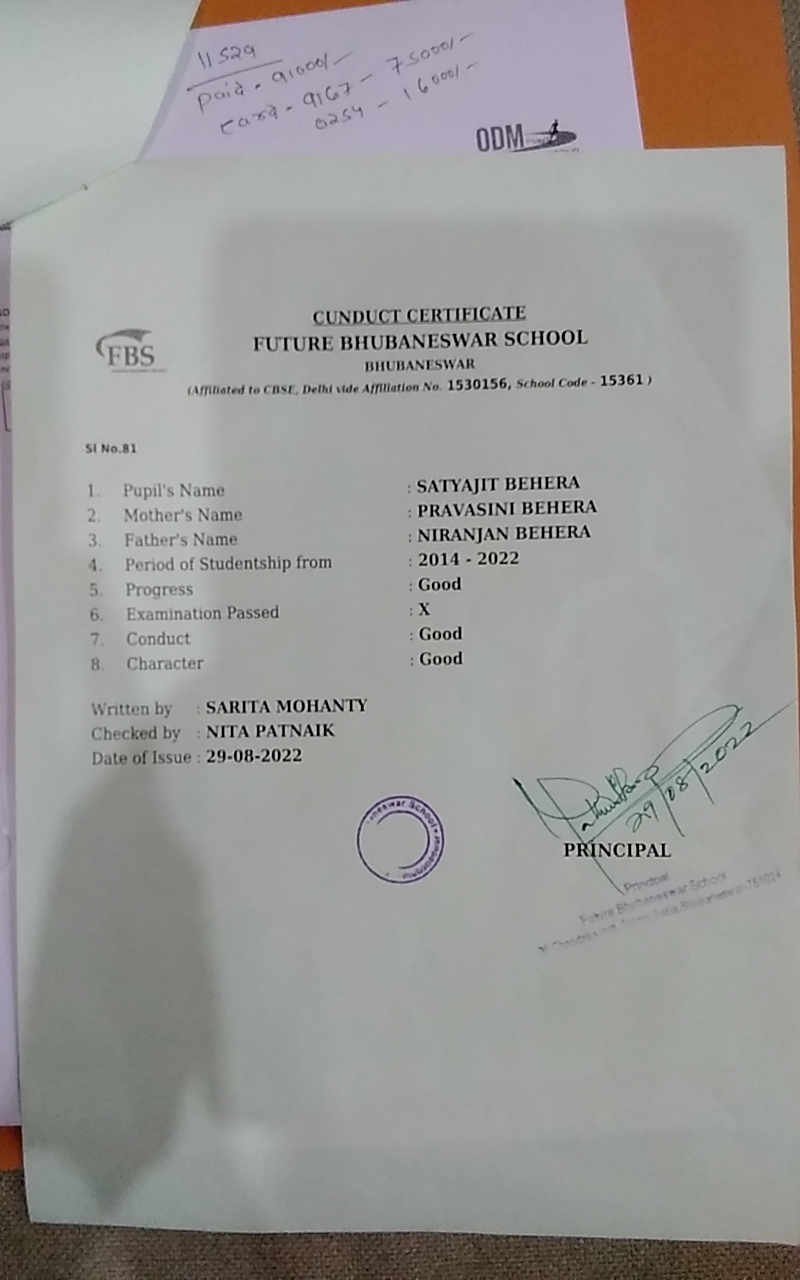 11529
Paid - 91000/-
Card - 9167 - 75000/-
0254 - 16000/-
ODM
CUNDUCT CERTIFICATE
FBS
FUTURE BHUBANESWAR SCHOOL
BHUBANESWAR
(Affiliated to CBSE, Delhi vide Affiliation No. 1530156, School Code - 15361 )
Sl No.81
1. Pupil's Name : SATYAJIT BEHERA
2. Mother's Name : PRAVASINI BEHERA
3. Father's Name : NIRANJAN BEHERA
4. Period of Studentship from : 2014 - 2022
5. Progress : Good
6. Examination Passed : X
7. Conduct : Good
8. Character : Good
Written by : SARITA MOHANTY
Checked by : NITA PATNAIK
Date of Issue : 29-08-2022
29/08/2022
PRINCIPAL
Principal
Future Bhubaneswar School
Bhubaneswar-751024